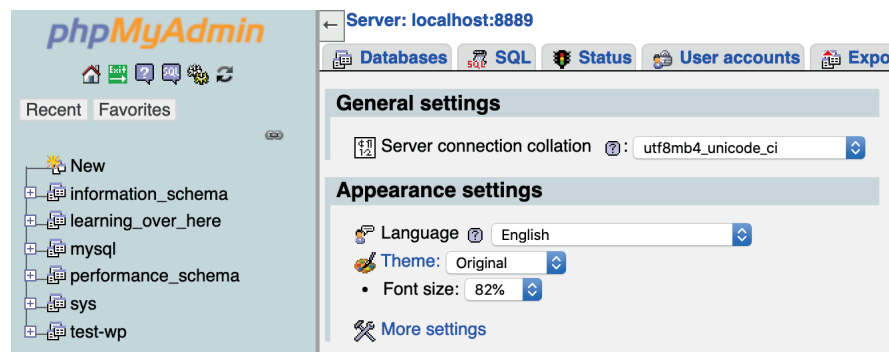 phpMyAdmin
Recent Favorites
New
information_schema
learning_over_here
mysql
performance_schema
sys
test-wp
Server: localhost:8889
Databases SQL Status User accounts Expo
General settings
Server connection collation : utf8mb4_unicode_ci
Appearance settings
Language English
Theme: Original
• Font size: 82%
More settings